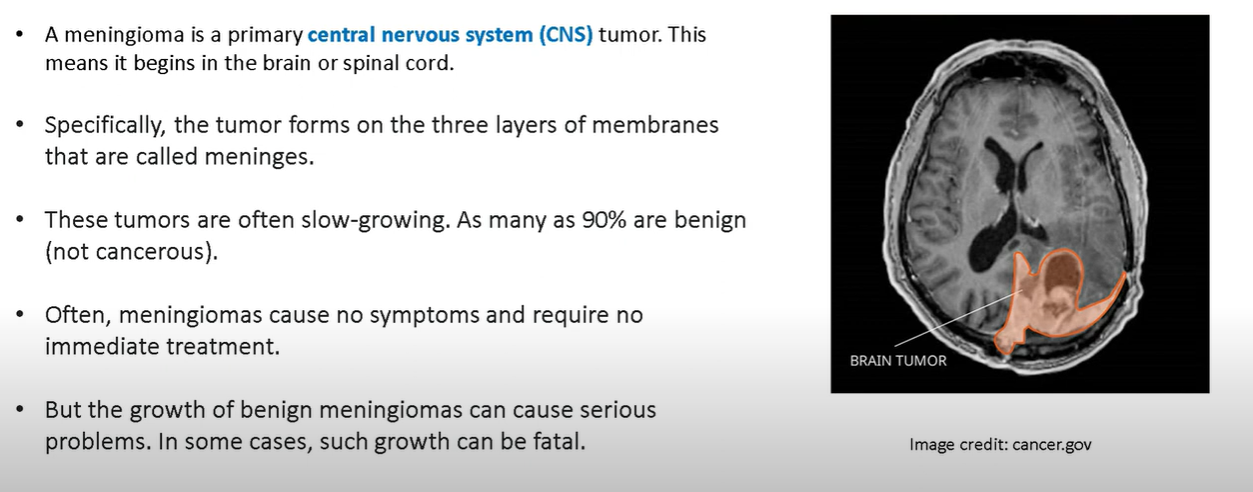 • A meningioma is a primary central nervous system (CNS) tumor. This
means it begins in the brain or spinal cord.
• Specifically, the tumor forms on the three layers of membranes
that are called meninges.
• These tumors are often slow-growing. As many as 90% are benign
(not cancerous).
• Often, meningiomas cause no symptoms and require no
immediate treatment.
• But the growth of benign meningiomas can cause serious
problems. In some cases, such growth can be fatal.
BRAIN TUMOR
Image credit: cancer.gov